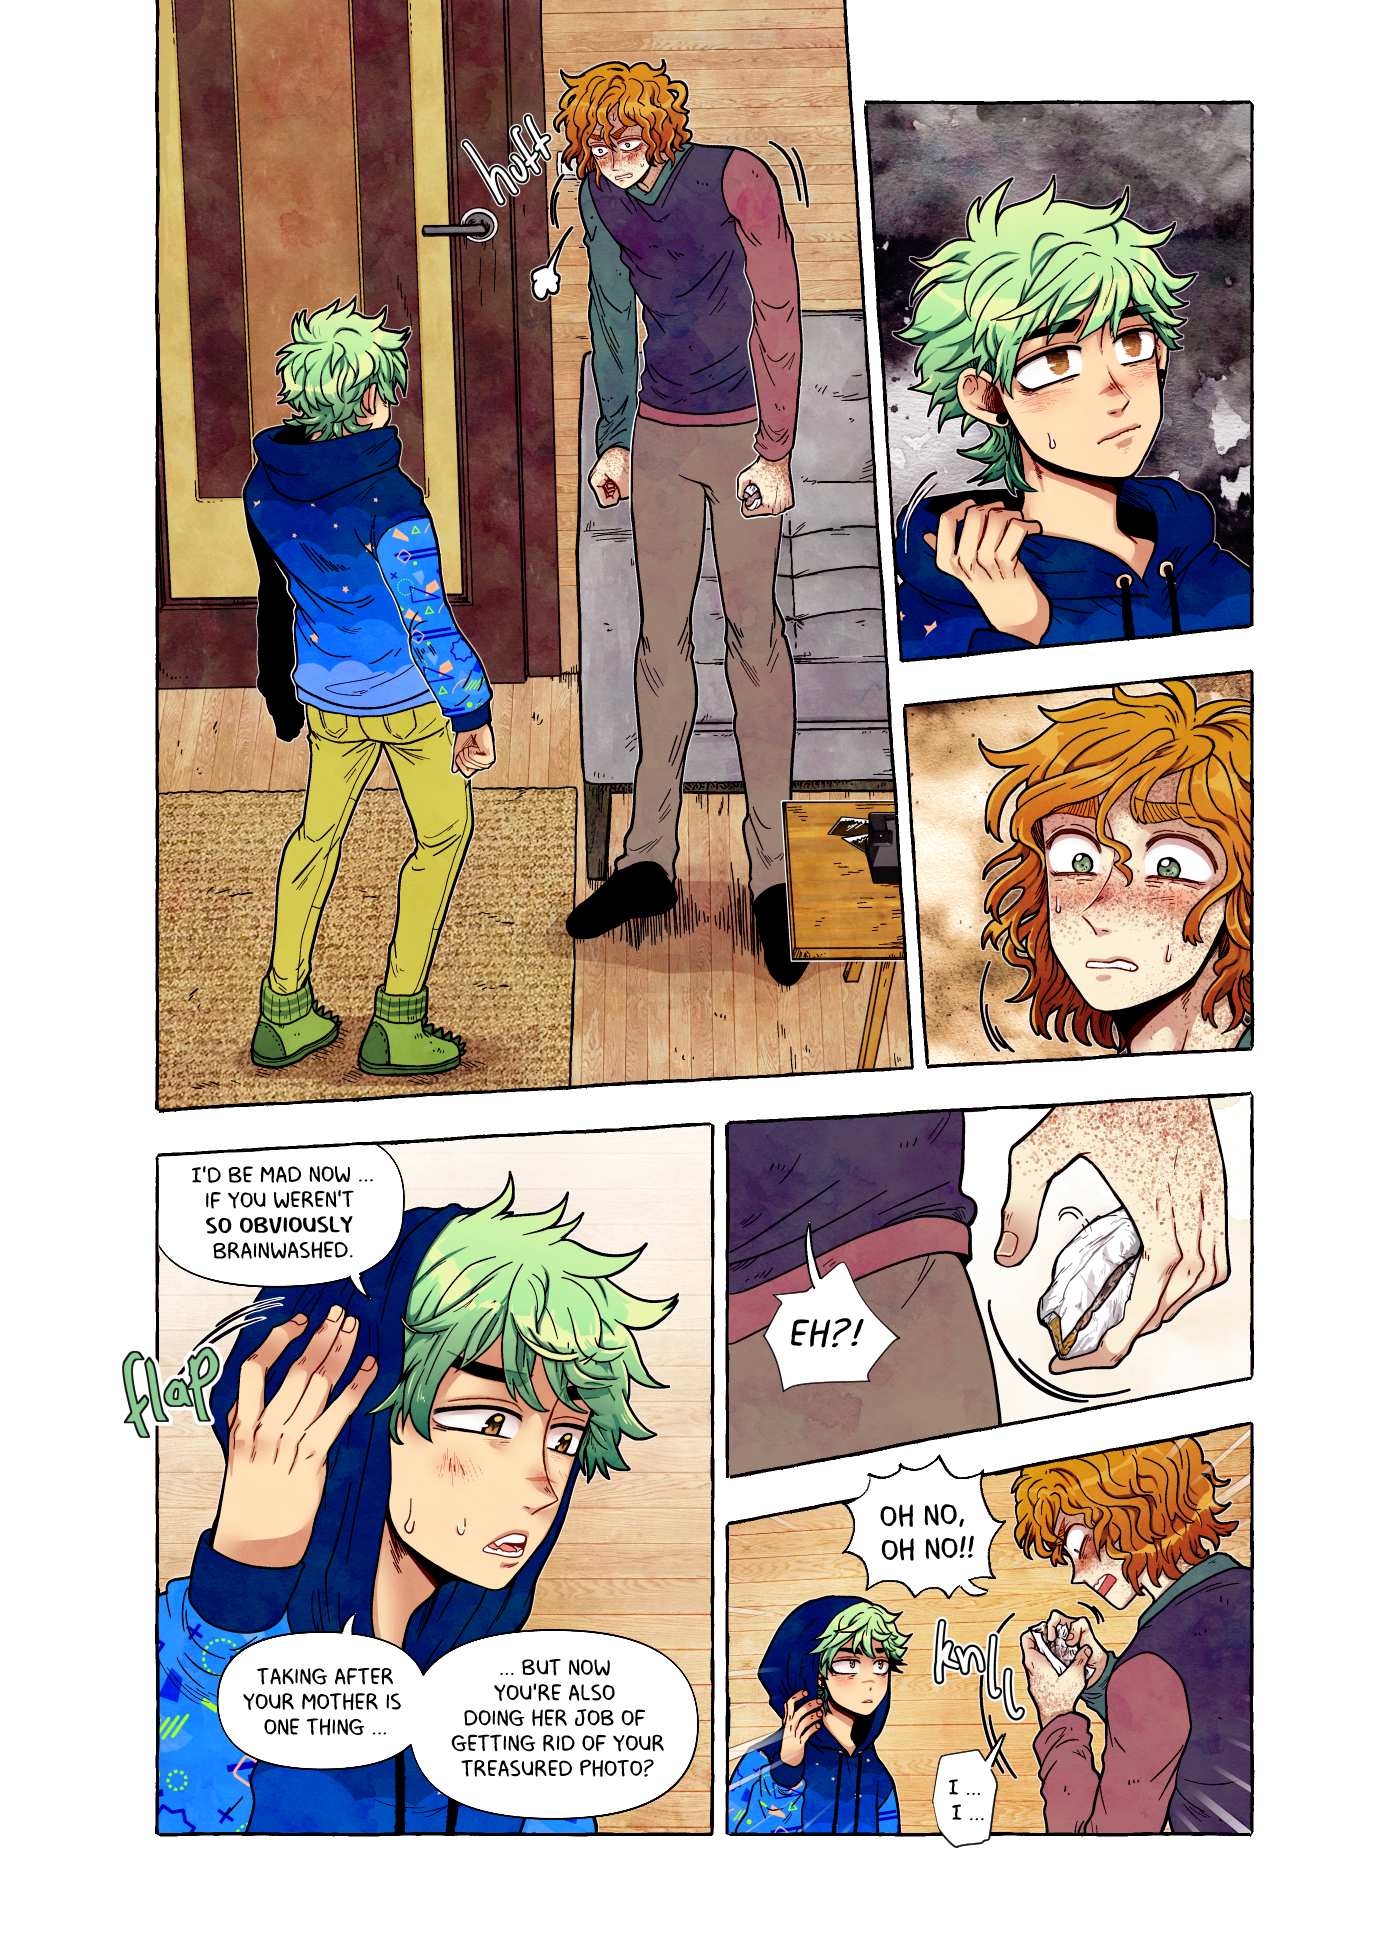 huff
I'D BE MAD NOW ...
IF YOU WEREN'T
SO OBVIOUSLY
BRAINWASHED.
flap
TAKING AFTER
YOUR MOTHER IS
ONE THING ...
... BUT NOW
YOU'RE ALSO
DOING HER JOB OF
GETTING RID OF YOUR
TREASURED PHOTO?
EH?!
OH NO,
OH NO!!
I ...
I ...